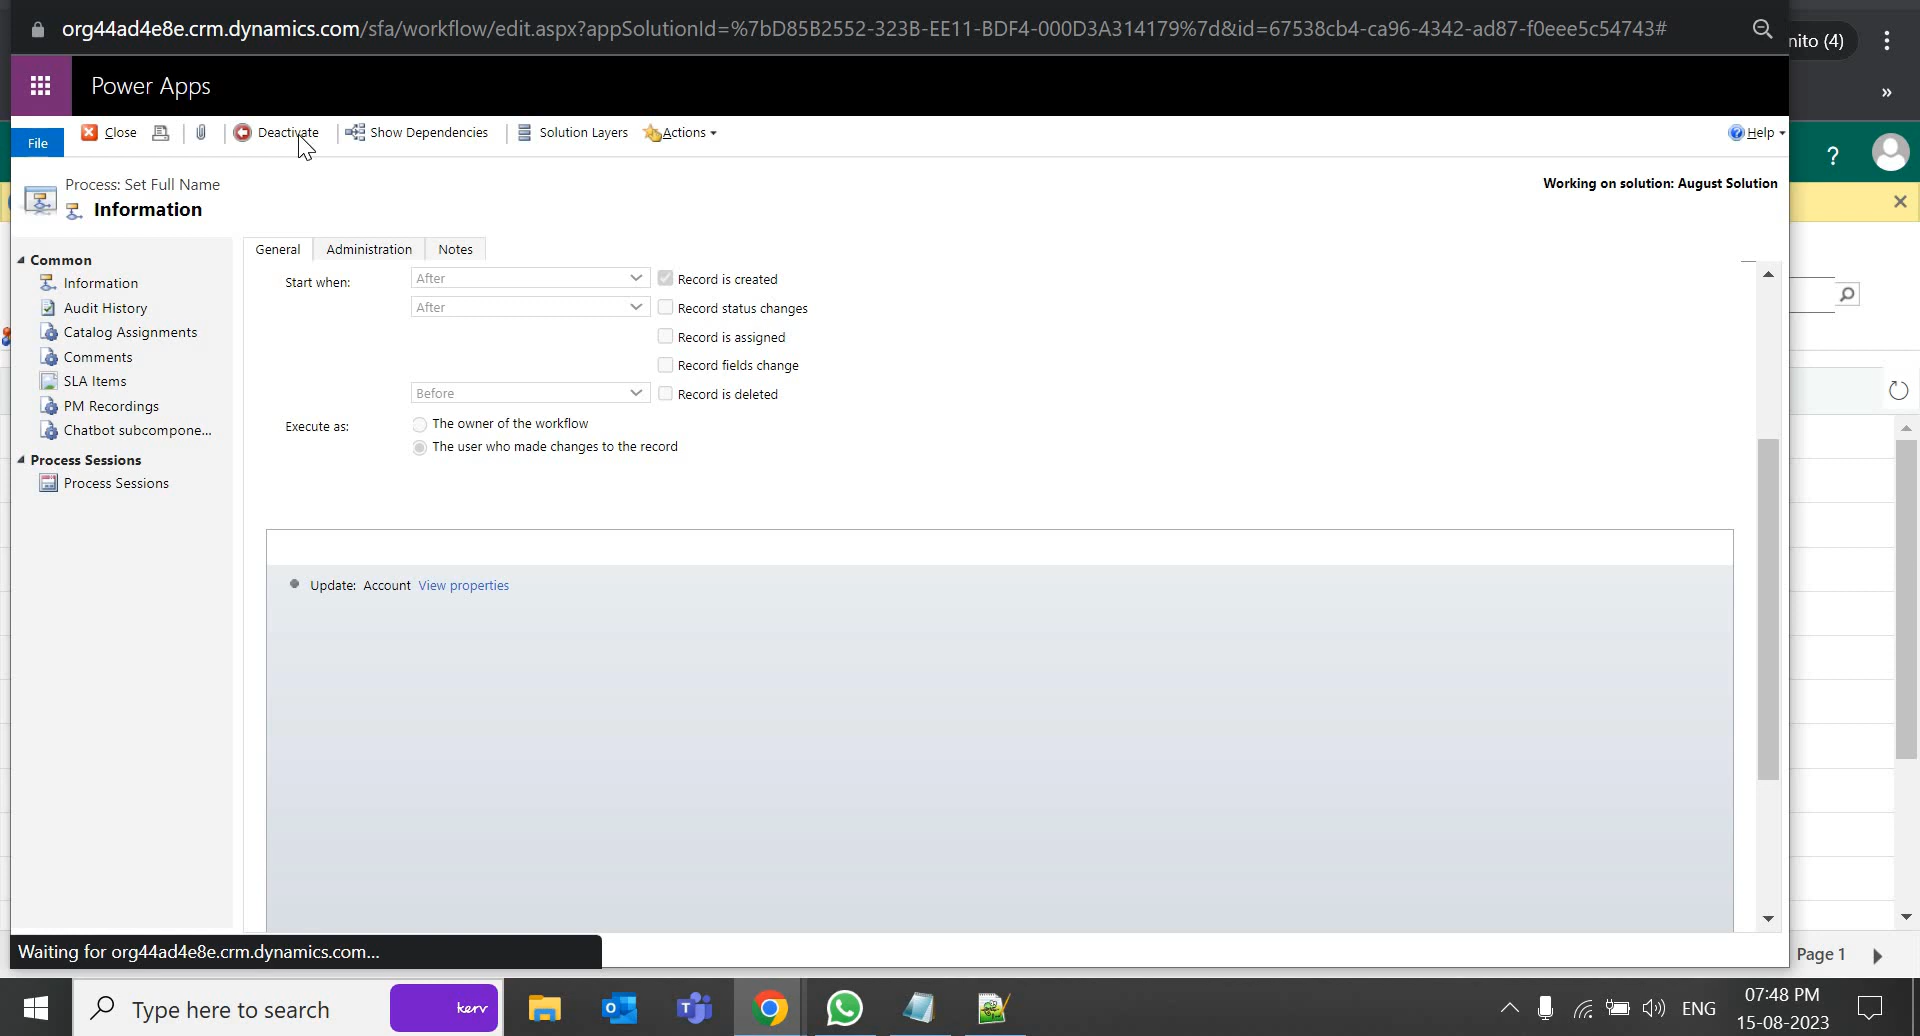 org44ad4e8e.crm.dynamics.com/sfa/workflow/edit.aspx?appSolutionId=%7bD85B2552-323B-EE11-BDF4-000D3A314179%7d&id=67538cb4-ca96-4342-ad87-f0eee5c54743#
nito (4)
Power Apps
»
File
Close
Deactivate
Show Dependencies
Solution Layers
Actions
Help
?
Process: Set Full Name
Information
Working on solution: August Solution
Common
Information
Audit History
Catalog Assignments
Comments
SLA Items
PM Recordings
Chatbot subcompone...
Process Sessions
Process Sessions
General
Administration
Notes
Start when:
After
Record is created
After
Record status changes
Record is assigned
Record fields change
Before
Record is deleted
Execute as:
The owner of the workflow
The user who made changes to the record
Update: Account View properties
Waiting for org44ad4e8e.crm.dynamics.com...
Page 1
Type here to search
kerv
ENG
07:48 PM
15-08-2023